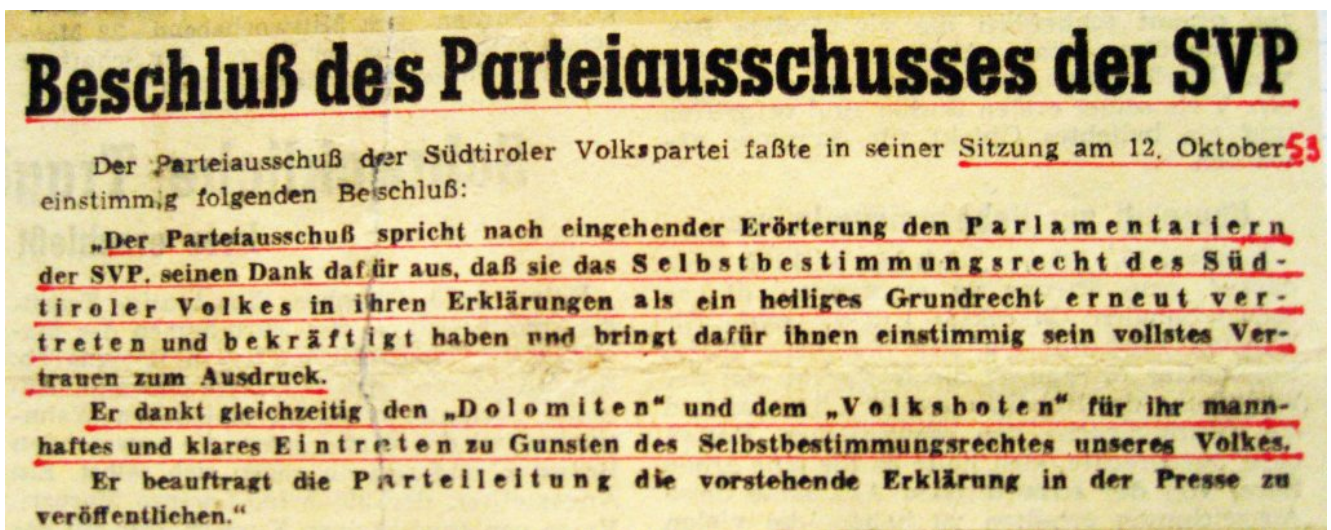 Beschluß des Parteiausschusses der SVP
Der Parteiausschuß der Südtiroler Volkspartei faßte in seiner Sitzung am 12. Oktober 53
einstimmig folgenden Beschluß:
„Der Parteiausschuß spricht nach eingehender Erörterung den Parlamentariern
der SVP. seinen Dank dafür aus, daß sie das Selbstbestimmungsrecht des Süd-
tiroler Volkes in ihren Erklärungen als ein heiliges Grundrecht erneut ver-
treten und bekräftigt haben und bringt dafür ihnen einstimmig sein vollstes Ver-
trauen zum Ausdruck.
Er dankt gleichzeitig den „Dolomiten“ und dem „Volksboten“ für ihr mann-
haftes und klares Eintreten zu Gunsten des Selbstbestimmungsrechtes unseres Volkes.
Er beauftragt die Parteileitung die vorstehende Erklärung in der Presse zu
veröffentlichen.“